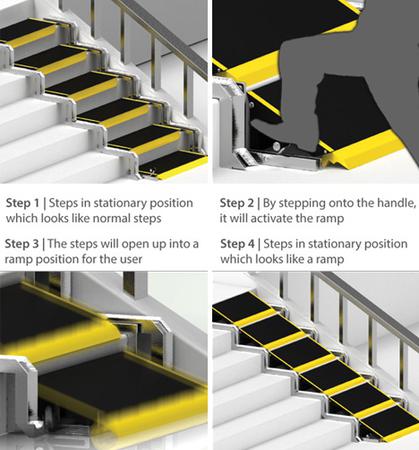 Step 1 | Steps in stationary position
which looks like normal steps
Step 2 | By stepping onto the handle,
it will activate the ramp
Step 3 | The steps will open up into a
ramp position for the user
Step 4 | Steps in stationary position
which looks like a ramp